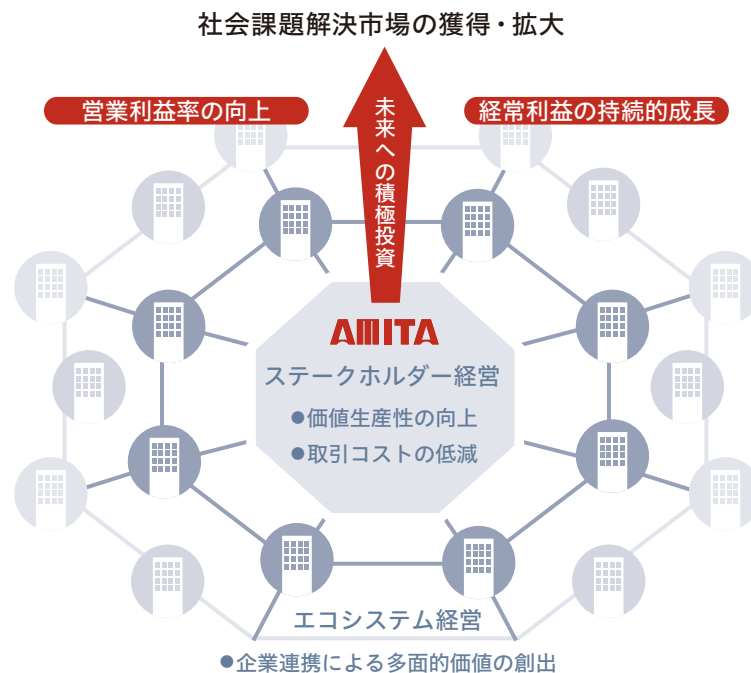 社会課題解決市場の獲得・拡大
営業利益率の向上
未来への積極投資
経常利益の持続的成長
AMITA
ステークホルダー経営
●価値生産性の向上
●取引コストの低減
エコシステム経営
●企業連携による多面的価値の創出